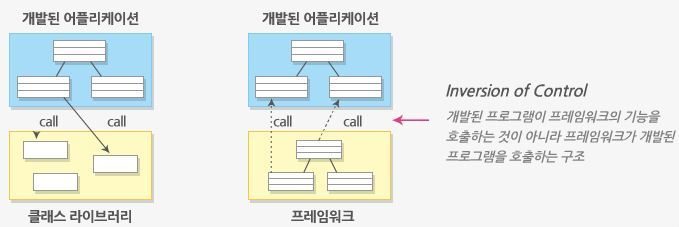 개발된 어플리케이션
개발된 어플리케이션
call
call
call
call
클래스 라이브러리
프레임워크
Inversion of Control
개발된 프로그램이 프레임워크의 기능을
호출하는 것이 아니라 프레임워크가 개발된
프로그램을 호출하는 구조